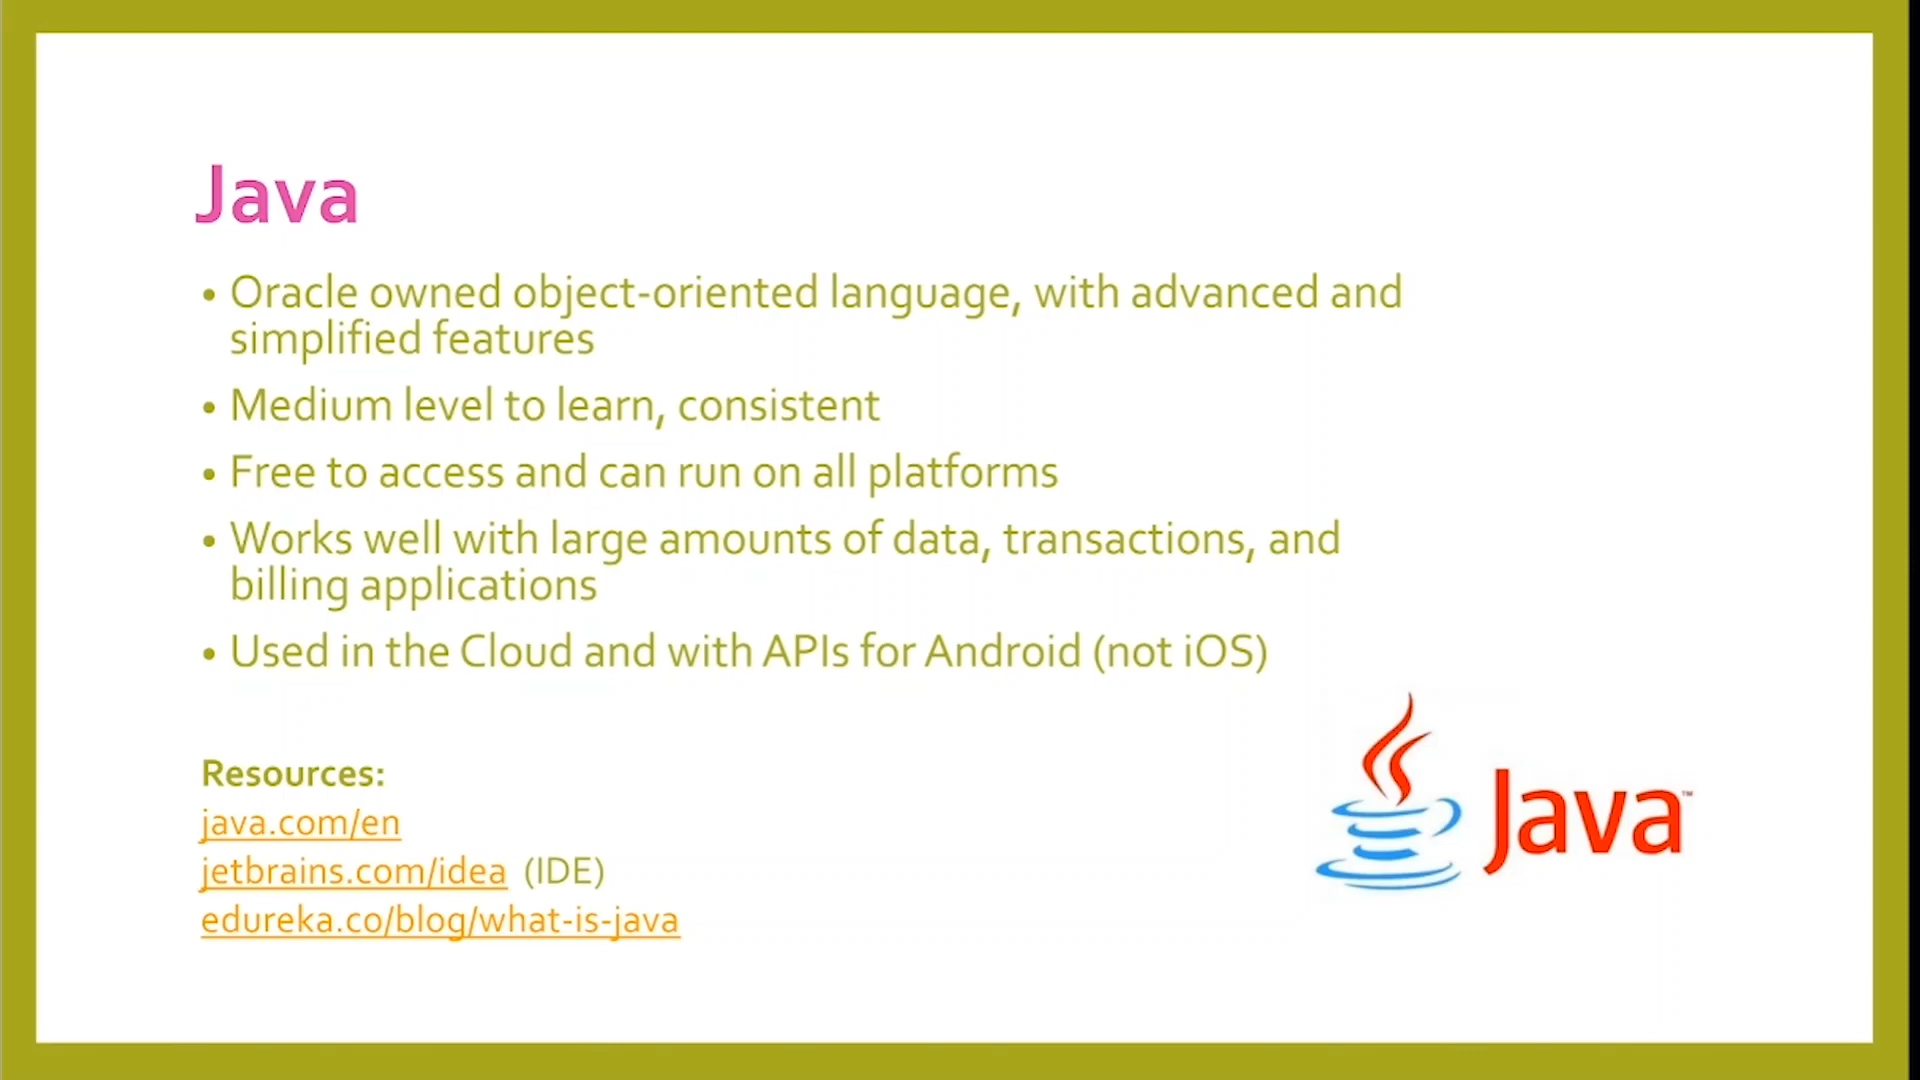 Java
• Oracle owned object-oriented language, with advanced and
simplified features
• Medium level to learn, consistent
• Free to access and can run on all platforms
• Works well with large amounts of data, transactions, and
billing applications
• Used in the Cloud and with APIs for Android (not iOS)
Resources:
java.com/en
jetbrains.com/idea (IDE)
edureka.co/blog/what-is-java
Java™